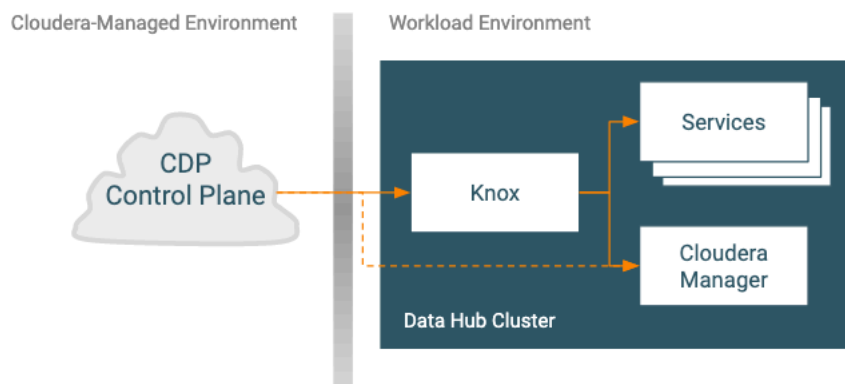 Cloudera-Managed Environment
Workload Environment
CDP
Control Plane
Knox
Services
Cloudera
Manager
Data Hub Cluster